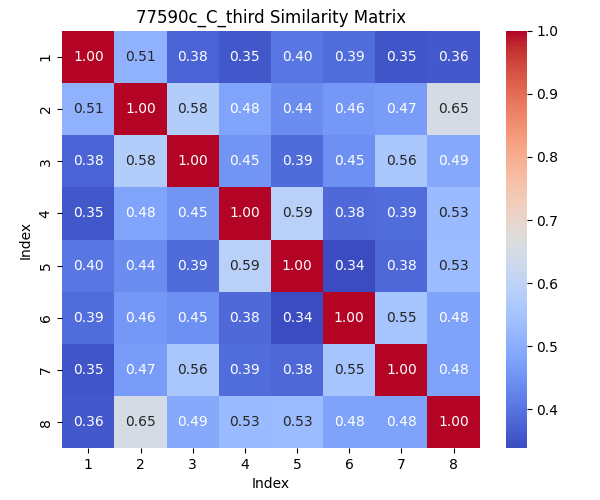 77590c_C_third Similarity Matrix
1 1.00 0.51 0.38 0.35 0.40 0.39 0.35 0.36
2 0.51 1.00 0.58 0.48 0.44 0.46 0.47 0.65
3 0.38 0.58 1.00 0.45 0.39 0.45 0.56 0.49
4 0.35 0.48 0.45 1.00 0.59 0.38 0.39 0.53
5 0.40 0.44 0.39 0.59 1.00 0.34 0.38 0.53
6 0.39 0.46 0.45 0.38 0.34 1.00 0.55 0.48
7 0.35 0.47 0.56 0.39 0.38 0.55 1.00 0.48
8 0.36 0.65 0.49 0.53 0.53 0.48 0.48 1.00
1 2 3 4 5 6 7 8
Index
Index
1.0
0.9
0.8
0.7
0.6
0.5
0.4